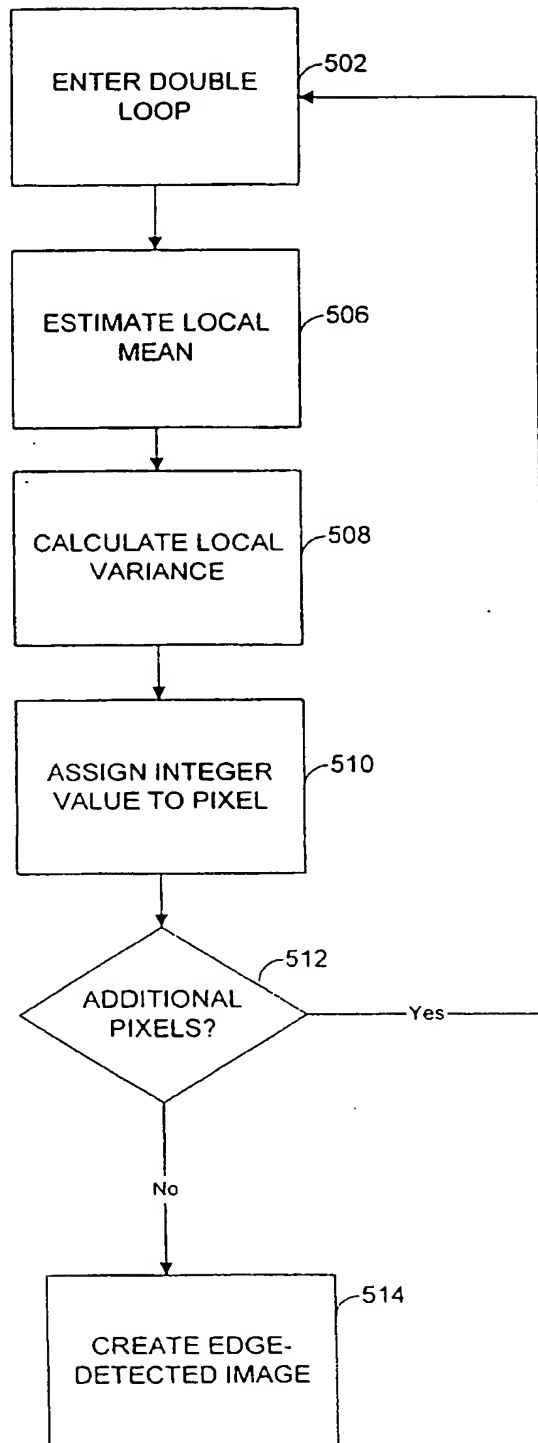 ENTER DOUBLE
LOOP
502
ESTIMATE LOCAL
MEAN
506
CALCULATE LOCAL
VARIANCE
508
ASSIGN INTEGER
VALUE TO PIXEL
510
ADDITIONAL
PIXELS?
512
Yes
No
CREATE EDGE-
DETECTED IMAGE
514